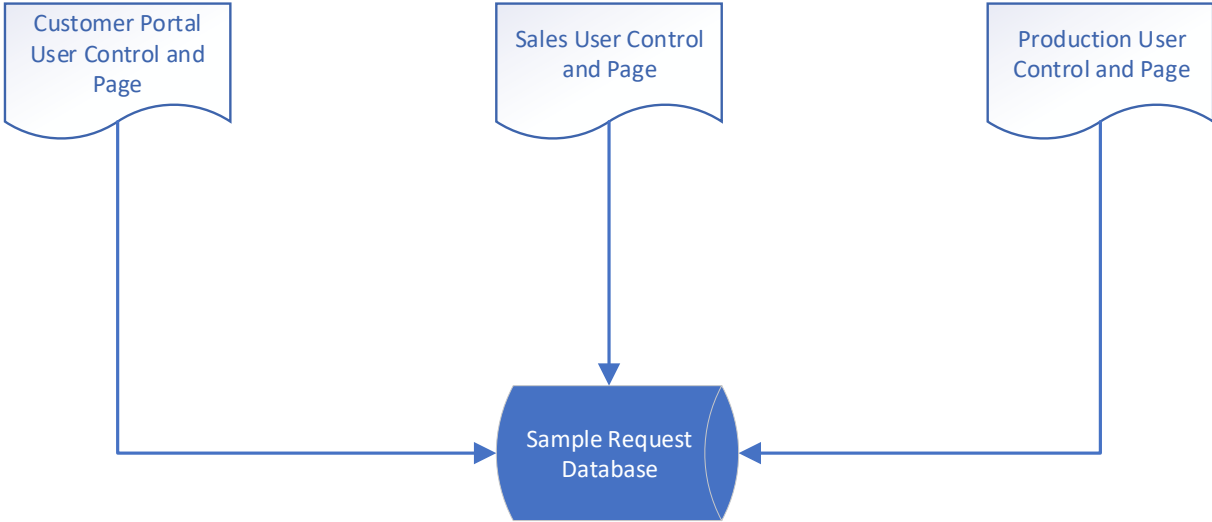 Customer Portal
User Control and
Page
Sales User Control
and Page
Production User
Control and Page
Sample Request
Database